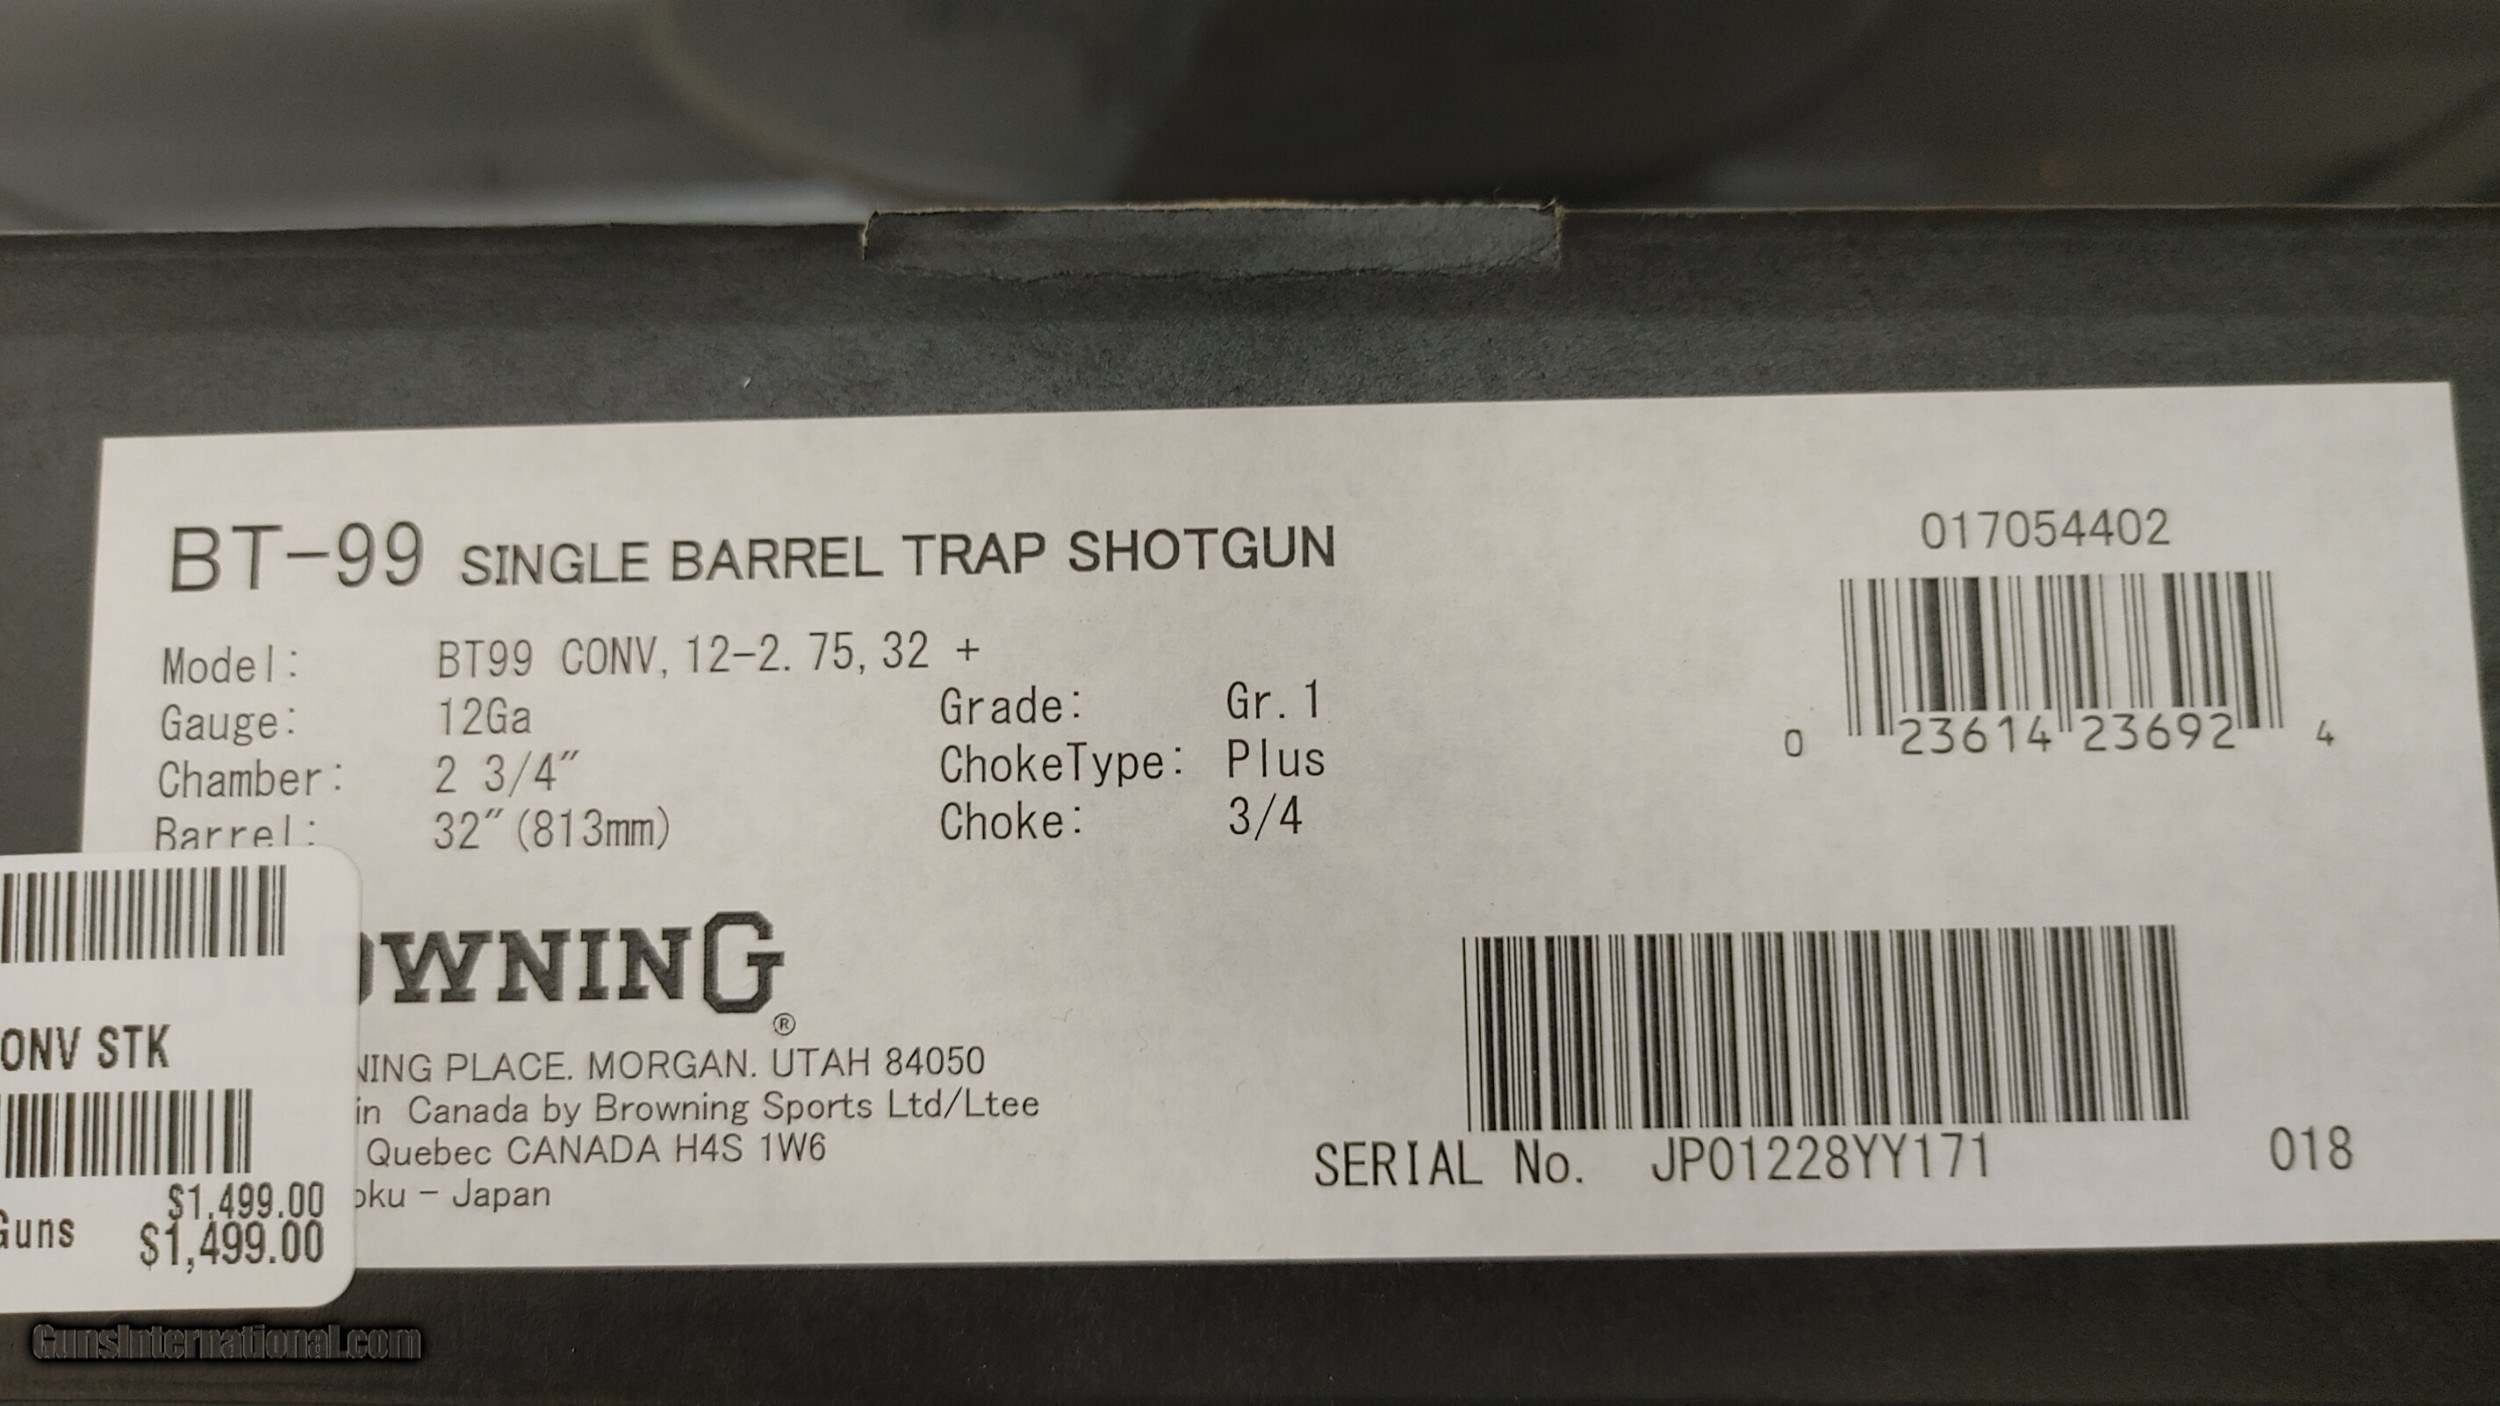 BT-99 SINGLE BARREL TRAP SHOTGUN
017054402
Model: BT99 CONV, 12-2.75, 32 +
Gauge: 12Ga
Grade: Gr.1
Chamber: 2 3/4"
ChokeType: Plus
Barrel: 32"(813mm)
Choke: 3/4
0 23614 23692 4
OWNING®
ONV STK
NING PLACE. MORGAN. UTAH 84050
in Canada by Browning Sports Ltd/Ltee
Quebec CANADA H4S 1W6
oku - Japan
SERIAL No. JP01228YY171
018
$1,499.00
Guns $1,499.00
GunsInternational.com